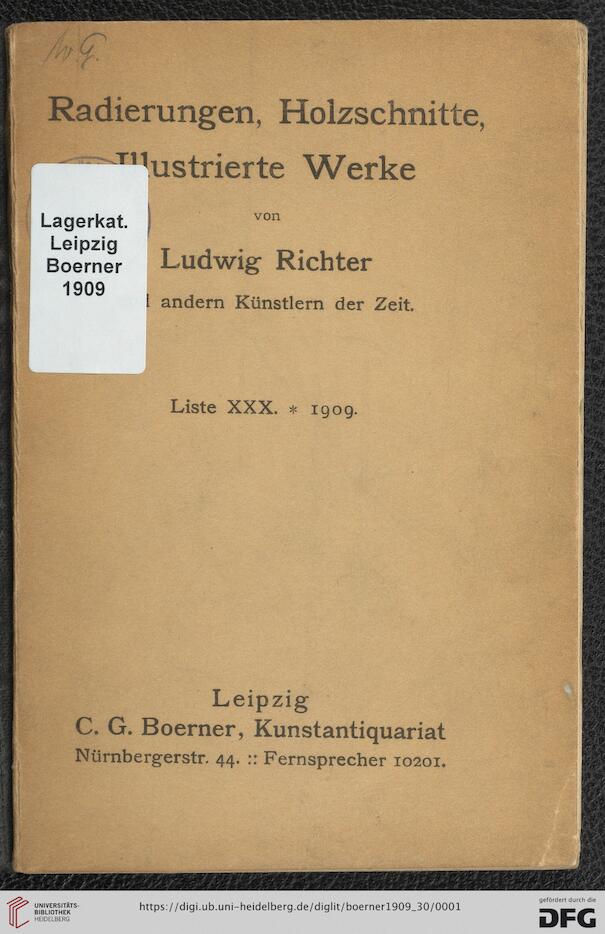 Radierungen, Holzschnitte,
Illustrierte Werke
von
Ludwig Richter
andern Künstlern der Zeit.
Lagerkat.
Leipzig
Boerner
1909
Liste XXX. * 1909.
Leipzig
C. G. Boerner, Kunstantiquariat
Nürnbergerstr. 44. :: Fernsprecher 10201.
UNIVERSITÄTS-
BIBLIOTHEK
HEIDELBERG
https://digi.ub.uni-heidelberg.de/diglit/boerner1909_30/0001
gefördert durch die
DFG